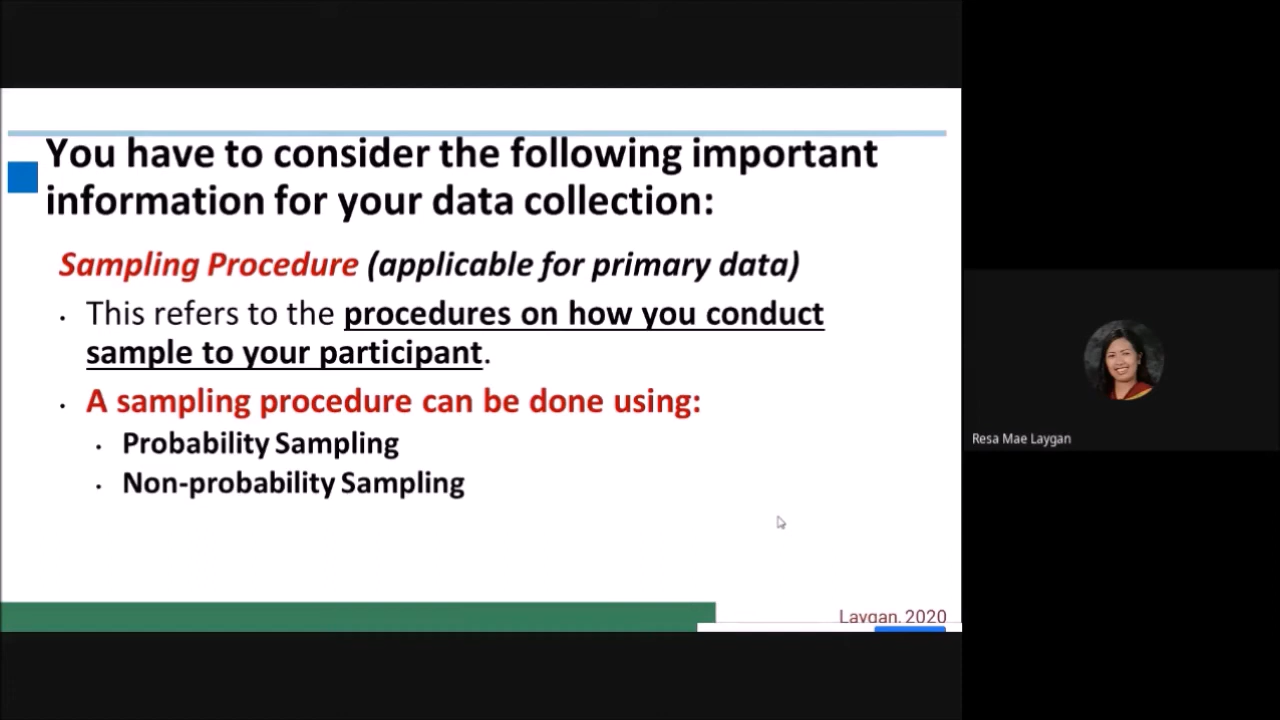 You have to consider the following important
information for your data collection:
Sampling Procedure (applicable for primary data)
• This refers to the procedures on how you conduct
sample to your participant.
• A sampling procedure can be done using:
• Probability Sampling
• Non-probability Sampling
Laygan, 2020
Resa Mae Laygan